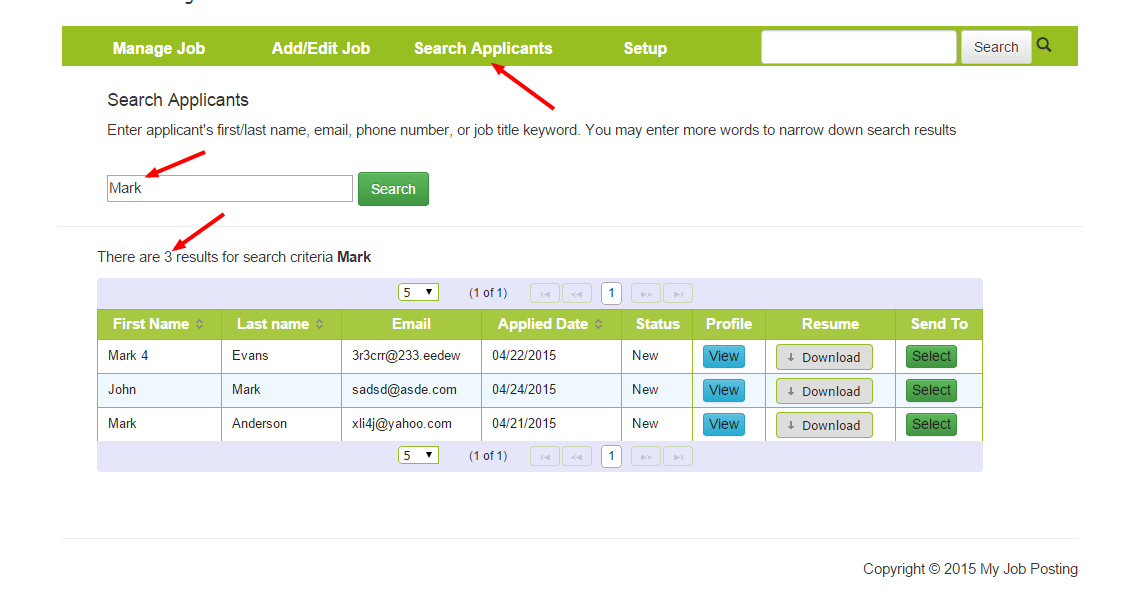 Manage Job Add/Edit Job Search Applicants Setup Search
Search Applicants
Enter applicant's first/last name, email, phone number, or job title keyword. You may enter more words to narrow down search results
Mark Search
There are 3 results for search criteria Mark
5 (1 of 1) 1
First Name Last name Email Applied Date Status Profile Resume Send To
Mark 4 Evans 3r3crr@233.eedew 04/22/2015 New View Download Select
John Mark sadsd@asde.com 04/24/2015 New View Download Select
Mark Anderson xli4j@yahoo.com 04/21/2015 New View Download Select
5 (1 of 1) 1
Copyright © 2015 My Job Posting